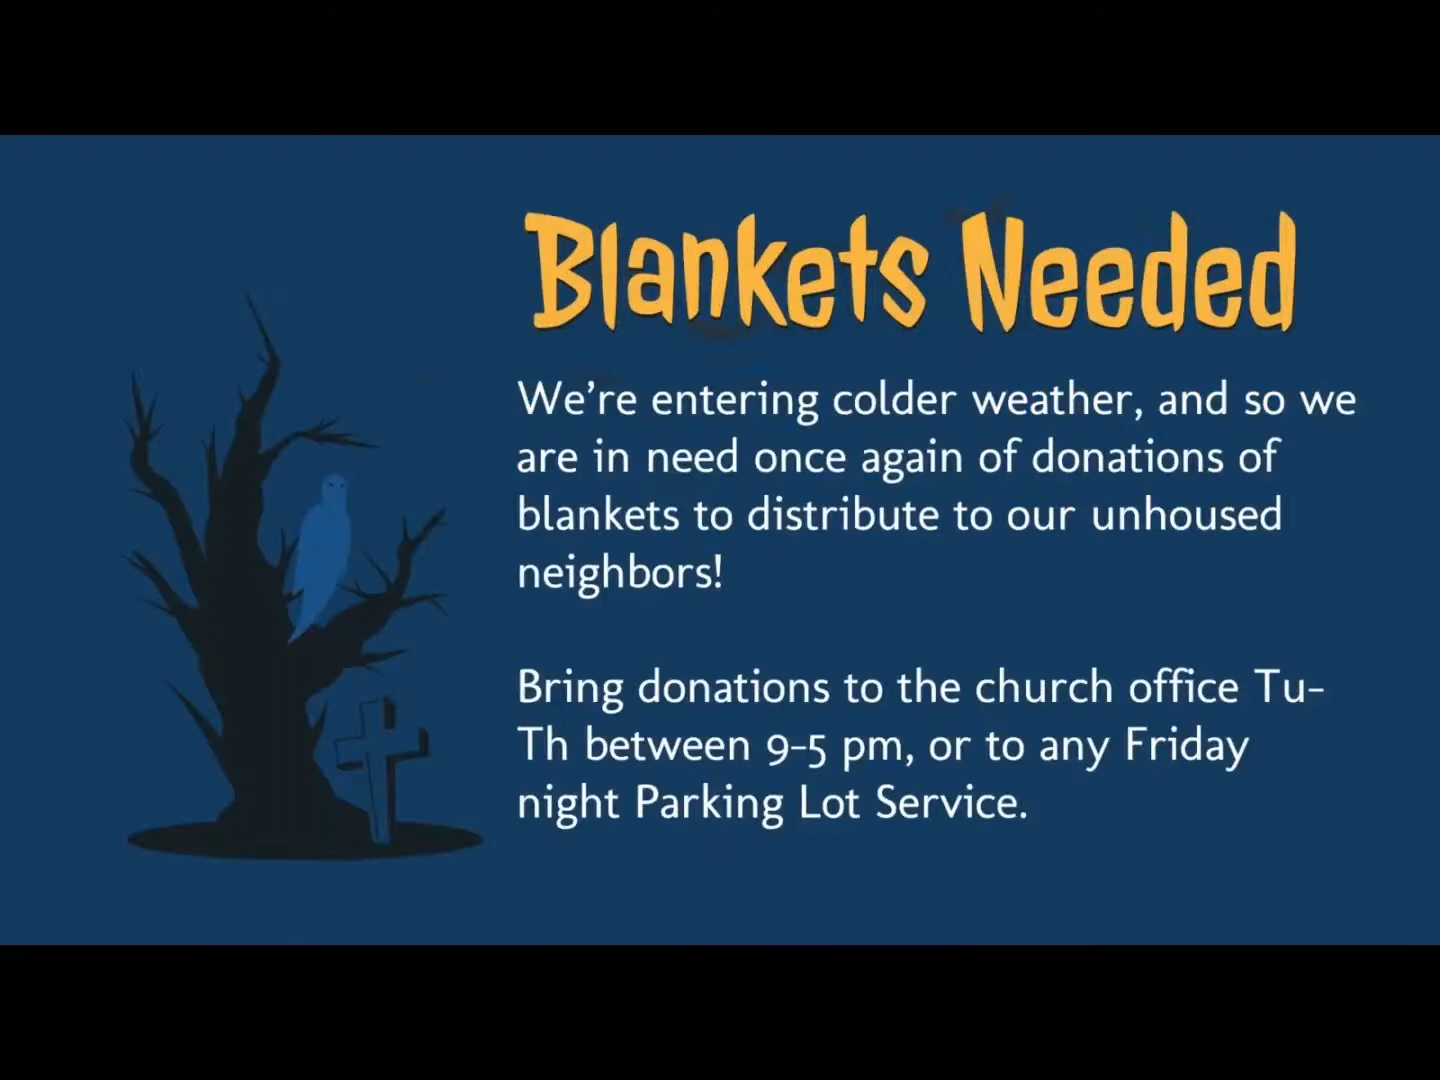 Blankets Needed
We’re entering colder weather, and so we
are in need once again of donations of
blankets to distribute to our unhoused
neighbors!
Bring donations to the church office Tu-
Th between 9-5 pm, or to any Friday
night Parking Lot Service.